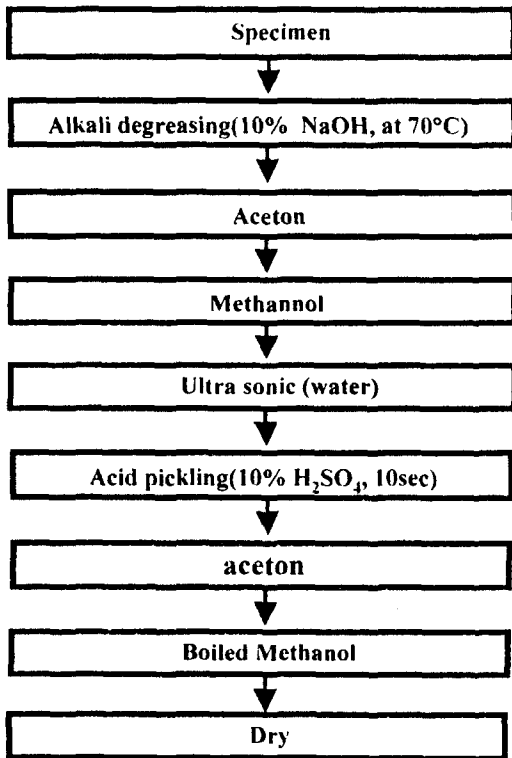 Specimen
Alkali degreasing(10% NaOH, at 70°C)
Aceton
Methannol
Ultra sonic (water)
Acid pickling(10% H₂SO₄, 10sec)
aceton
Boiled Methanol
Dry